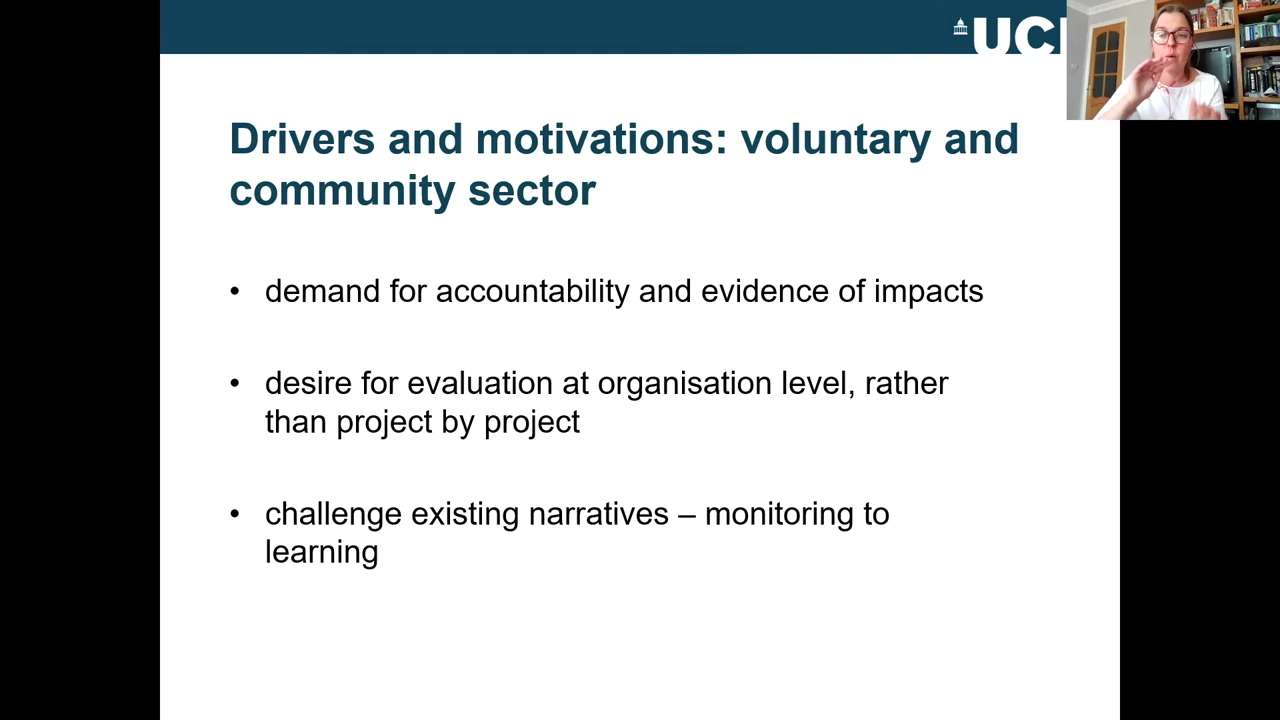 UCL
Drivers and motivations: voluntary and
community sector
• demand for accountability and evidence of impacts
• desire for evaluation at organisation level, rather
than project by project
• challenge existing narratives – monitoring to
learning